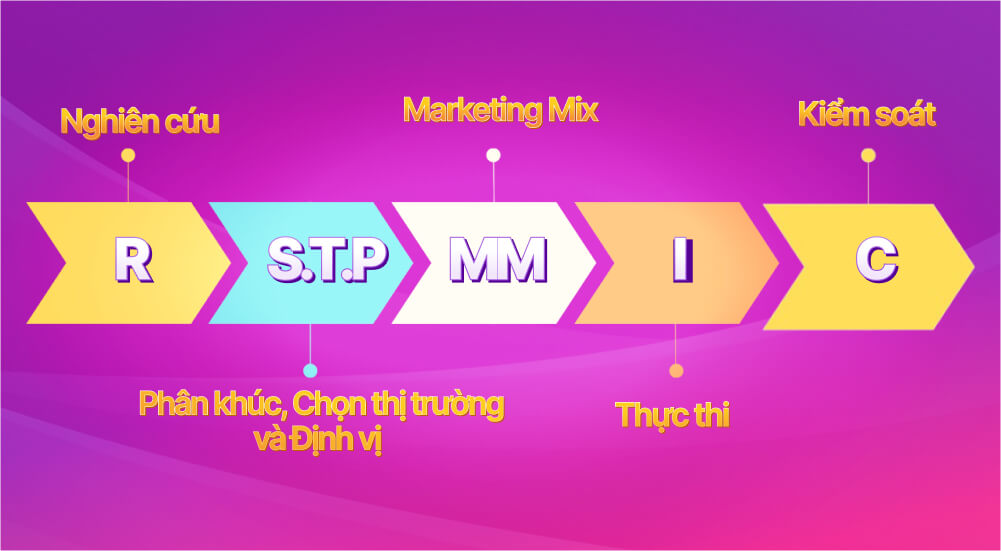 Nghiên cứu
Marketing Mix
Kiểm soát
R
S.T.P
MM
I
C
Phân khúc, Chọn thị trường
và Định vị
Thực thi